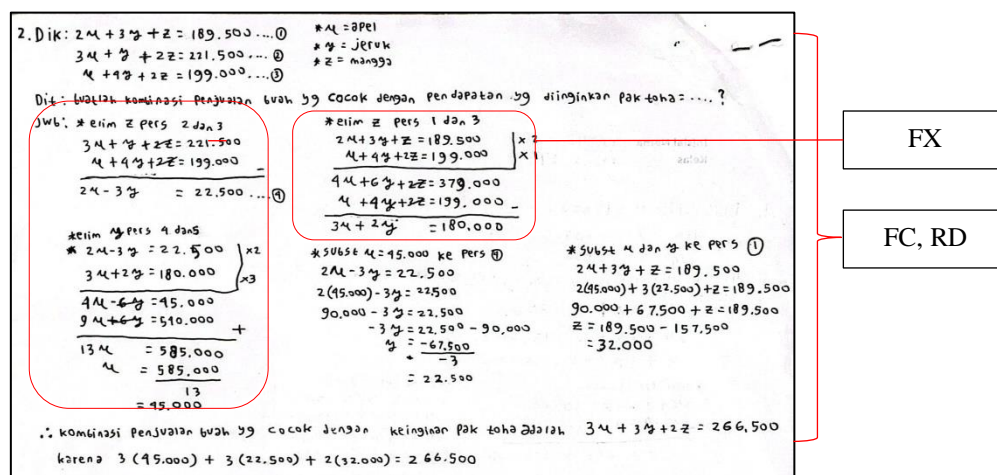 2. Dik: 2x + 3y + z = 189.500 .... ①
3x + y + 2z = 221.500 .... ②
x + 4y + 2z = 199.000 .... ③
* x = apel
* y = jeruk
* z = mangga
Dit: buatlah kombinasi penjualan buah yg cocok dengan pendapatan yg diinginkan pak toha = .... ?
Jwb: * elim z pers 2 dan 3
3x + y + 2z = 221.500
x + 4y + 2z = 199.000 -
2x - 3y = 22.500 .... ④
* elim z pers 1 dan 3
2x + 3y + z = 189.500 | x 2
x + 4y + 2z = 199.000 | x 1
4x + 6y + 2z = 379.000
x + 4y + 2z = 199.000 -
3x + 2y = 180.000
* elim y pers 4 dan 5
* 2x - 3y = 22.500 | x2
3x + 2y = 180.000 | x3
4x - 6y = 45.000
9x + 6y = 540.000 +
13x = 585.000
x = 585.000
13
= 45.000
* subst x = 45.000 ke pers ④
2x - 3y = 22.500
2(45.000) - 3y = 22.500
90.000 - 3y = 22.500
- 3y = 22.500 - 90.000
y = -67.500
-3
= 22.500
* subst x dan y ke pers ①
2x + 3y + z = 189.500
2(45.000) + 3(22.500) + z = 189.500
90.000 + 67.500 + z = 189.500
z = 189.500 - 157.500
= 32.000
∴ kombinasi penjualan buah yg cocok dengan keinginan pak toha adalah 3x + 3y + 2z = 266.500
karena 3(45.000) + 3(22.500) + 2(32.000) = 266.500
FX
FC, RD